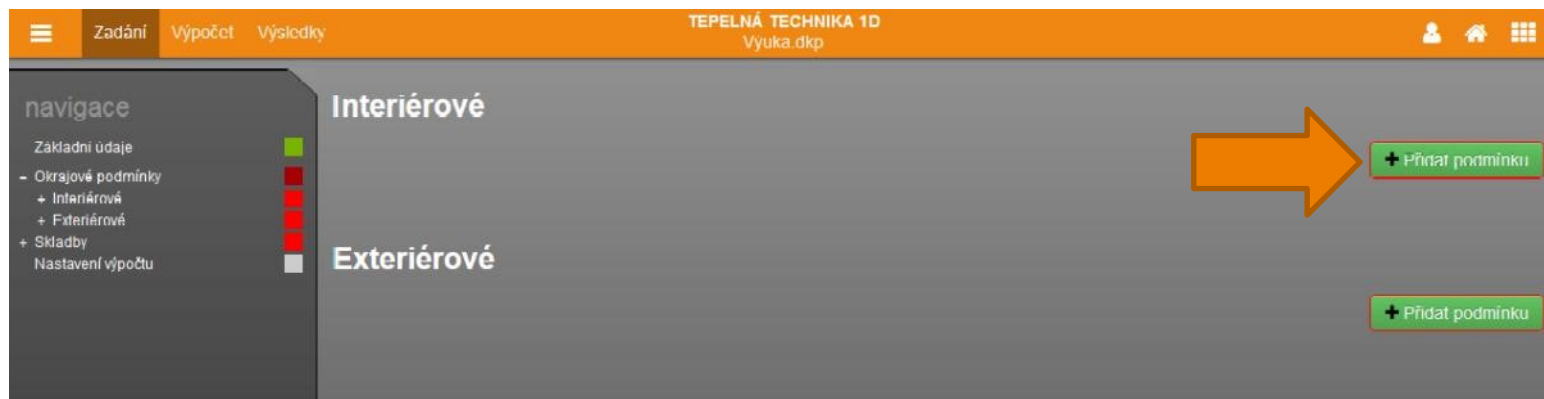 Zadání Výpočet Výsledky
TEPELNÁ TECHNIKA 1D
Výuka.dkp
navigace
Základní údaje
- Okrajové podmínky
+ Interiérové
+ Exteriérové
+ Skladby
Nastavení výpočtu
Interiérové
+ Přidat podmínku
Exteriérové
+ Přidat podmínku